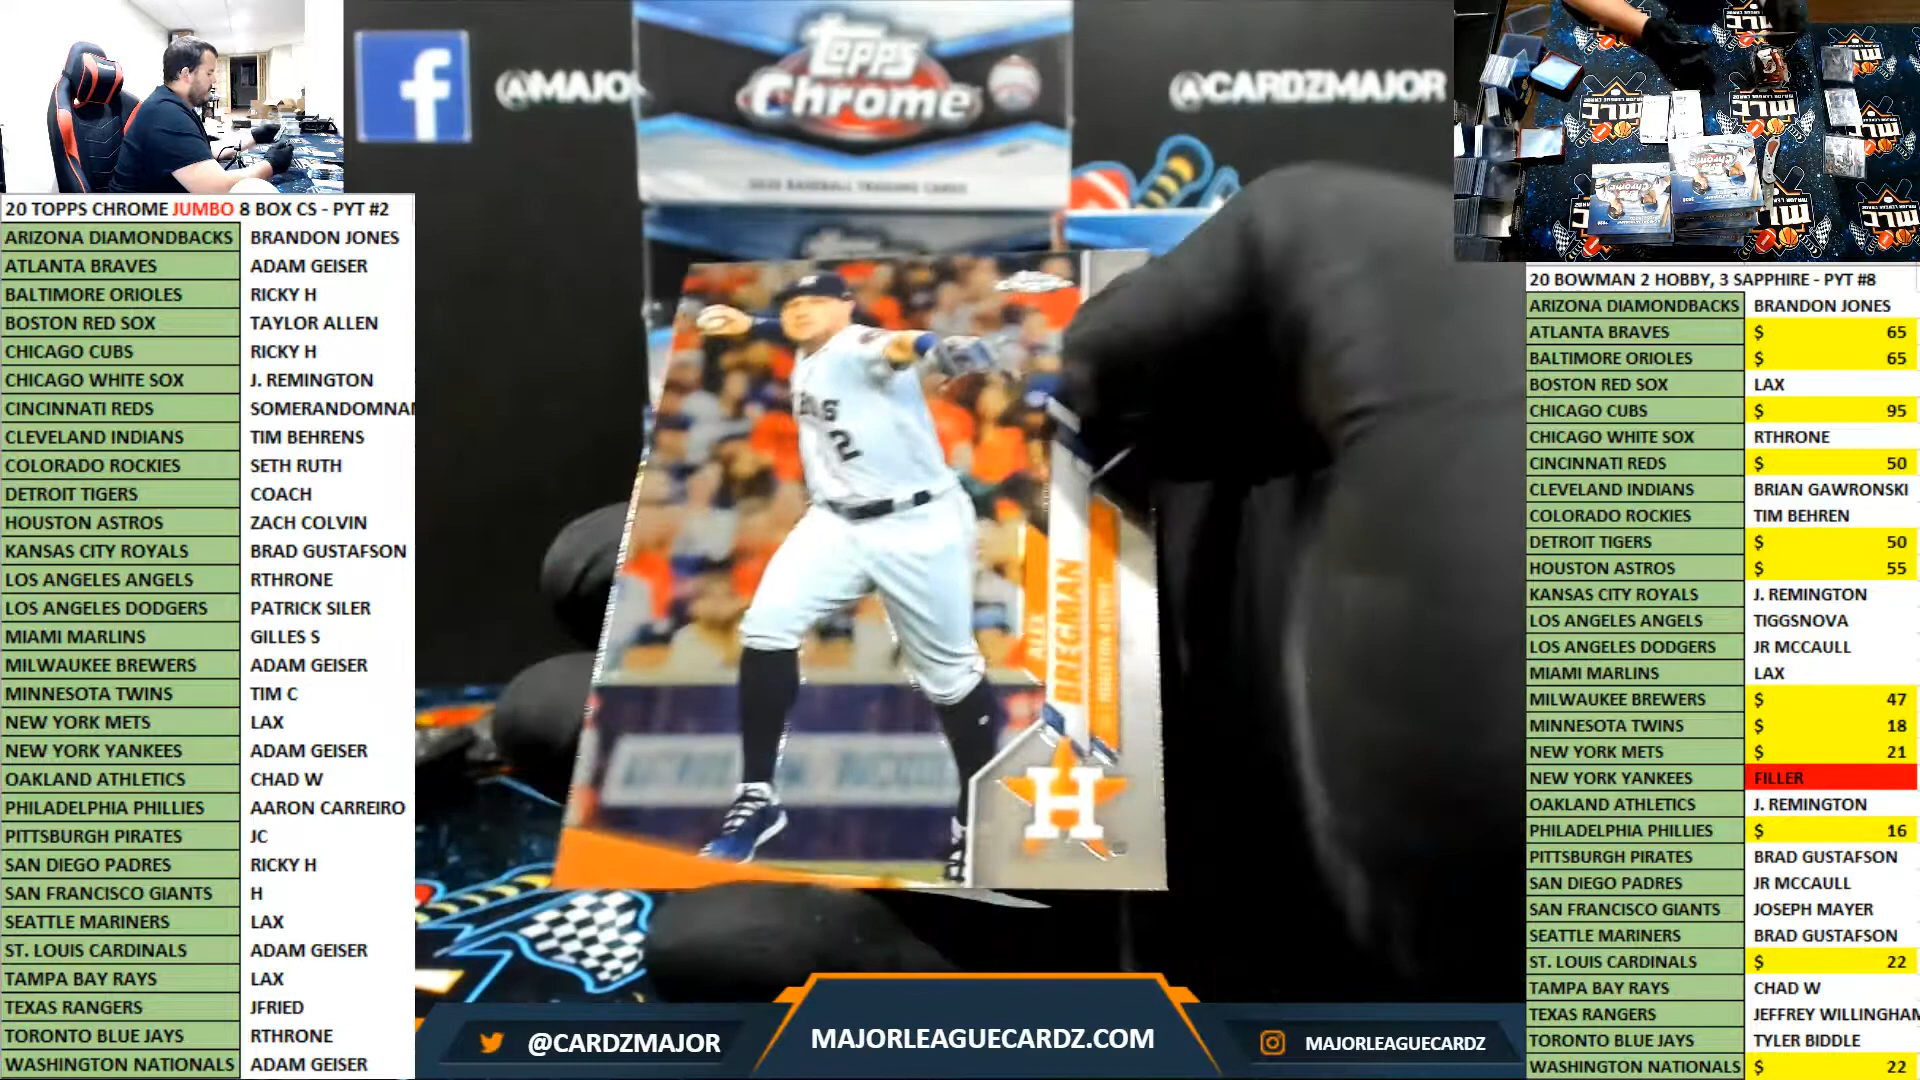 @MAJO
Topps
Chrome
2020 BASEBALL TRADING CARDS
@CARDZMAJOR
20 TOPPS CHROME JUMBO 8 BOX CS - PYT #2
ARIZONA DIAMONDBACKS BRANDON JONES
ATLANTA BRAVES ADAM GEISER
BALTIMORE ORIOLES RICKY H
BOSTON RED SOX TAYLOR ALLEN
CHICAGO CUBS RICKY H
CHICAGO WHITE SOX J. REMINGTON
CINCINNATI REDS SOMERANDOMNA
CLEVELAND INDIANS TIM BEHRENS
COLORADO ROCKIES SETH RUTH
DETROIT TIGERS COACH
HOUSTON ASTROS ZACH COLVIN
KANSAS CITY ROYALS BRAD GUSTAFSON
LOS ANGELES ANGELS RTHRONE
LOS ANGELES DODGERS PATRICK SILER
MIAMI MARLINS GILLES S
MILWAUKEE BREWERS ADAM GEISER
MINNESOTA TWINS TIM C
NEW YORK METS LAX
NEW YORK YANKEES ADAM GEISER
OAKLAND ATHLETICS CHAD W
PHILADELPHIA PHILLIES AARON CARREIRO
PITTSBURGH PIRATES JC
SAN DIEGO PADRES RICKY H
SAN FRANCISCO GIANTS H
SEATTLE MARINERS LAX
ST. LOUIS CARDINALS ADAM GEISER
TAMPA BAY RAYS LAX
TEXAS RANGERS JFRIED
TORONTO BLUE JAYS RTHRONE
WASHINGTON NATIONALS ADAM GEISER
2
ALEX
BREGMAN
HOUSTON ASTROS
H
20 BOWMAN 2 HOBBY, 3 SAPPHIRE - PYT #8
ARIZONA DIAMONDBACKS BRANDON JONES
ATLANTA BRAVES $ 65
BALTIMORE ORIOLES $ 65
BOSTON RED SOX LAX
CHICAGO CUBS $ 95
CHICAGO WHITE SOX RTHRONE
CINCINNATI REDS $ 50
CLEVELAND INDIANS BRIAN GAWRONSKI
COLORADO ROCKIES TIM BEHREN
DETROIT TIGERS $ 50
HOUSTON ASTROS $ 55
KANSAS CITY ROYALS J. REMINGTON
LOS ANGELES ANGELS TIGGSNOVA
LOS ANGELES DODGERS JR MCCAULL
MIAMI MARLINS LAX
MILWAUKEE BREWERS $ 47
MINNESOTA TWINS $ 18
NEW YORK METS $ 21
NEW YORK YANKEES FILLER
OAKLAND ATHLETICS J. REMINGTON
PHILADELPHIA PHILLIES $ 16
PITTSBURGH PIRATES BRAD GUSTAFSON
SAN DIEGO PADRES JR MCCAULL
SAN FRANCISCO GIANTS JOSEPH MAYER
SEATTLE MARINERS BRAD GUSTAFSON
ST. LOUIS CARDINALS $ 22
TAMPA BAY RAYS CHAD W
TEXAS RANGERS JEFFREY WILLINGHAM
TORONTO BLUE JAYS TYLER BIDDLE
WASHINGTON NATIONALS $ 22
@CARDZMAJOR
MAJORLEAGUECARDZ.COM
MAJORLEAGUECARDZ